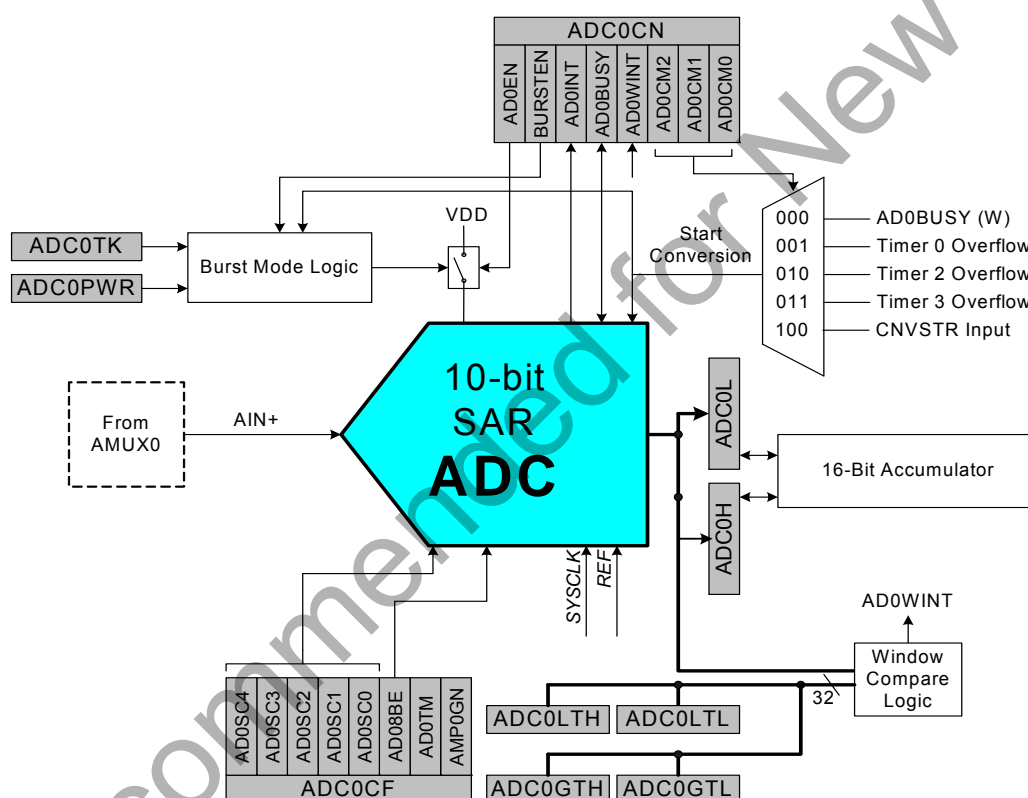 ADC0CN
AD0EN
BURSTEN
AD0INT
AD0BUSY
AD0WINT
AD0CM2
AD0CM1
AD0CM0
VDD
Start
Conversion
000
001
010
011
100
AD0BUSY (W)
Timer 0 Overflow
Timer 2 Overflow
Timer 3 Overflow
CNVSTR Input
ADC0TK
ADC0PWR
Burst Mode Logic
From
AMUX0
AIN+
10-bit
SAR
ADC
ADC0L
ADC0H
16-Bit Accumulator
SYSCLK
REF
AD0WINT
Window
Compare
Logic
32
AD0SC4
AD0SC3
AD0SC2
AD0SC1
AD0SC0
AD08BE
AD0TM
AMP0GN
ADC0CF
ADC0LTH
ADC0LTL
ADC0GTH
ADC0GTL
ommended for New